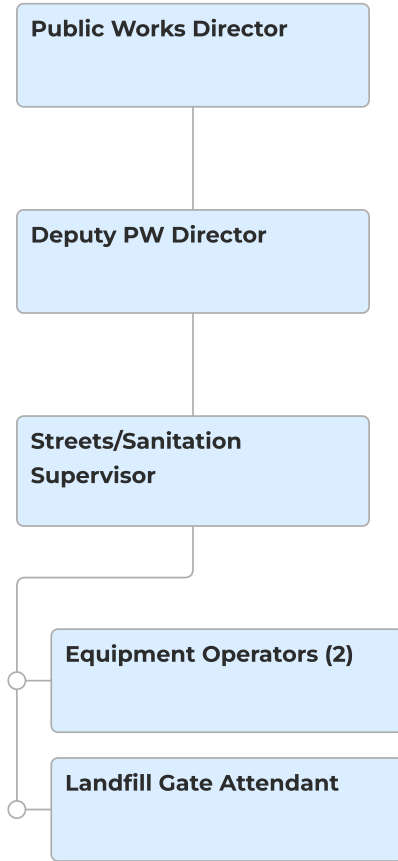 Public Works Director
Deputy PW Director
Streets/Sanitation
Supervisor
Equipment Operators (2)
Landfill Gate Attendant